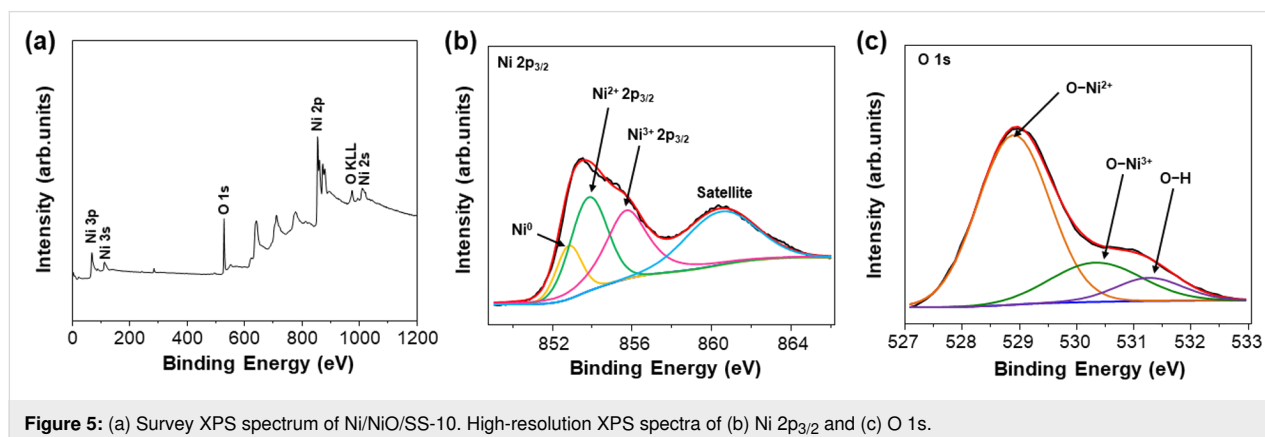 (a)
Intensity (arb.units)
Ni 3p
Ni 3s
O 1s
Ni 2p
O KLL
Ni 2s
0 200 400 600 800 1000 1200
Binding Energy (eV)
(b)
Intensity (arb.units)
Ni 2p3/2
Ni2+ 2p3/2
Ni3+ 2p3/2
Ni0
Satellite
852 856 860 864
Binding Energy (eV)
(c)
Intensity (arb.units)
O 1s
O−Ni2+
O−Ni3+
O−H
527 528 529 530 531 532 533
Binding Energy (eV)
Figure 5: (a) Survey XPS spectrum of Ni/NiO/SS-10. High-resolution XPS spectra of (b) Ni 2p3/2 and (c) O 1s.